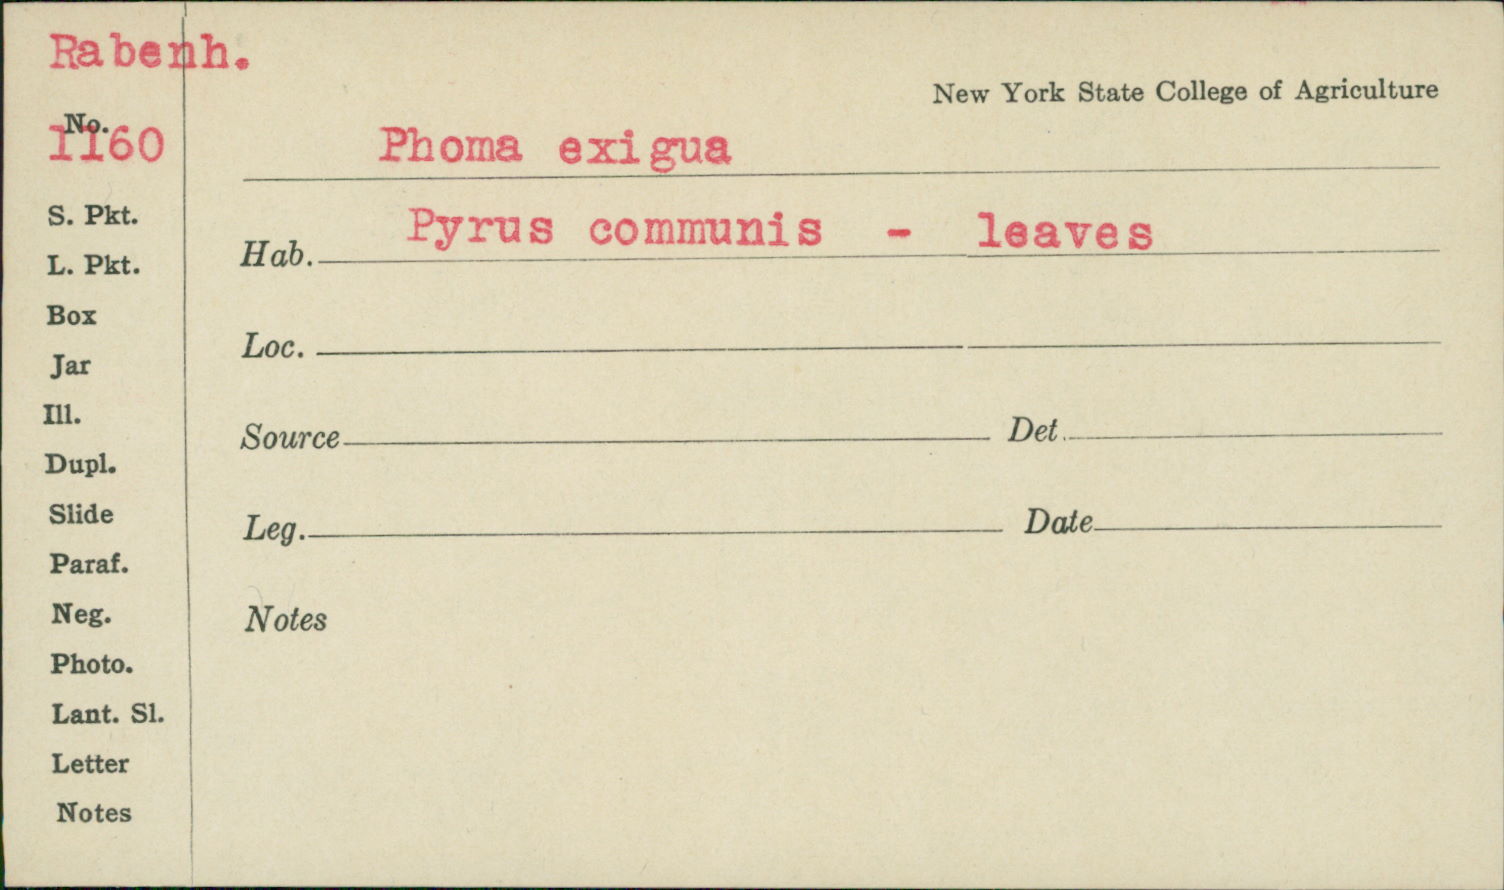 Rabenh.
New York State College of Agriculture
No.
1160
Phoma exigua
Hab. Pyrus communis - leaves
Loc.
Source Det.
Leg. Date
Notes
S. Pkt.
L. Pkt.
Box
Jar
Ill.
Dupl.
Slide
Paraf.
Neg.
Photo.
Lant. Sl.
Letter
Notes